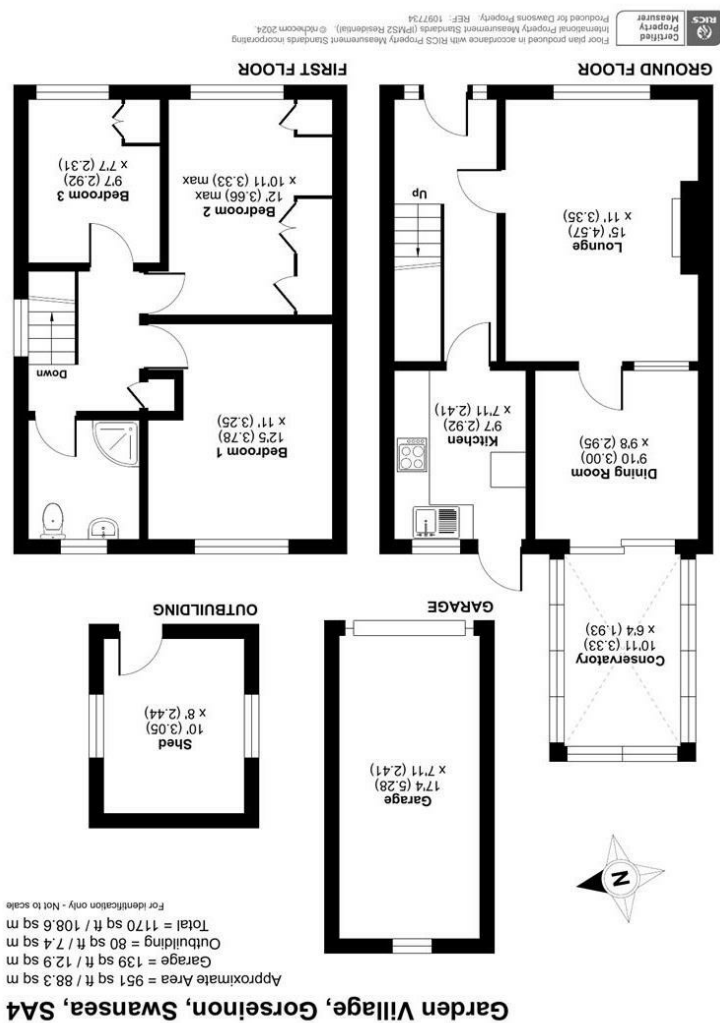 Garden Village, Gorseinon, Swansea, SA4
Approximate Area = 951 sq ft / 88.3 sq m
Garage = 139 sq ft / 12.9 sq m
Outbuilding = 80 sq ft / 7.4 sq m
Total = 1170 sq ft / 108.6 sq m
For identification only - Not to scale
N
Garage
17'4 (5.28)
x 7'11 (2.41)
GARAGE
Shed
10' (3.05)
x 8' (2.44)
OUTBUILDING
Conservatory
10'11 (3.33)
x 6'4 (1.93)
Dining Room
9'10 (3.00)
x 9'8 (2.95)
Kitchen
9'7 (2.92)
x 7'11 (2.41)
Lounge
15' (4.57)
x 11' (3.35)
Up
GROUND FLOOR
Bedroom 1
12'5 (3.78)
x 11' (3.25)
Down
Bedroom 2
12' (3.66) max
x 10'11 (3.33) max
Bedroom 3
9'7 (2.92)
x 7'7 (2.31)
FIRST FLOOR
RICS
Certified
Property
Measurer
Floor plan produced in accordance with RICS Property Measurement Standards incorporating
International Property Measurement Standards (IPMS2 Residential). © nichecom 2024.
Produced for Dawsons Property. REF: 1097734